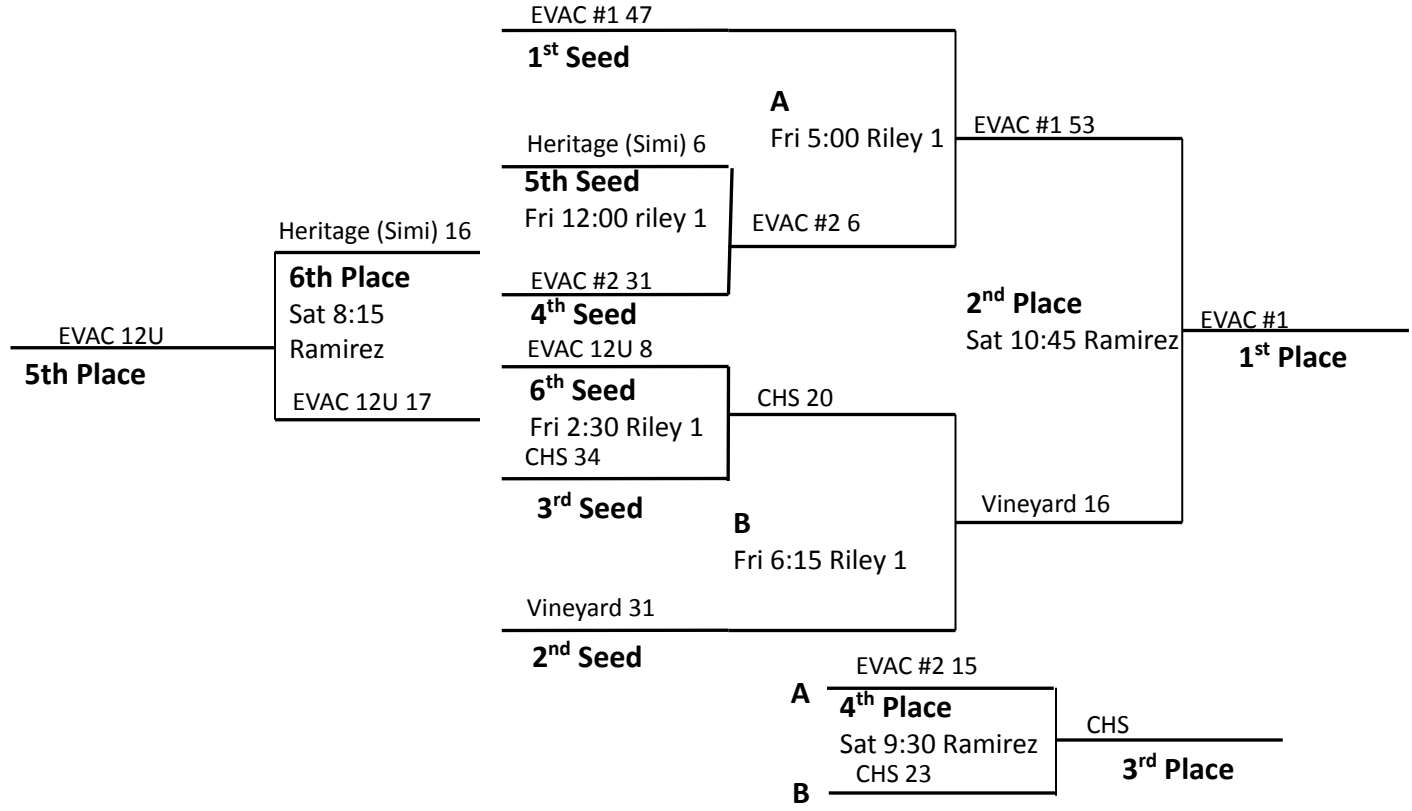 EVAC #1 47
1st Seed
A
Fri 5:00 Riley 1
EVAC #1 53
Heritage (Simi) 6
5th Seed
Fri 12:00 riley 1
EVAC #2 6
EVAC #2 31
4th Seed
Heritage (Simi) 16
6th Place
Sat 8:15
Ramirez
EVAC 12U
5th Place
EVAC 12U 17
2nd Place
Sat 10:45 Ramirez
EVAC #1
1st Place
EVAC 12U 8
6th Seed
Fri 2:30 Riley 1
CHS 34
3rd Seed
CHS 20
B
Fri 6:15 Riley 1
Vineyard 16
Vineyard 31
2nd Seed
EVAC #2 15
A
4th Place
Sat 9:30 Ramirez
CHS 23
B
CHS
3rd Place